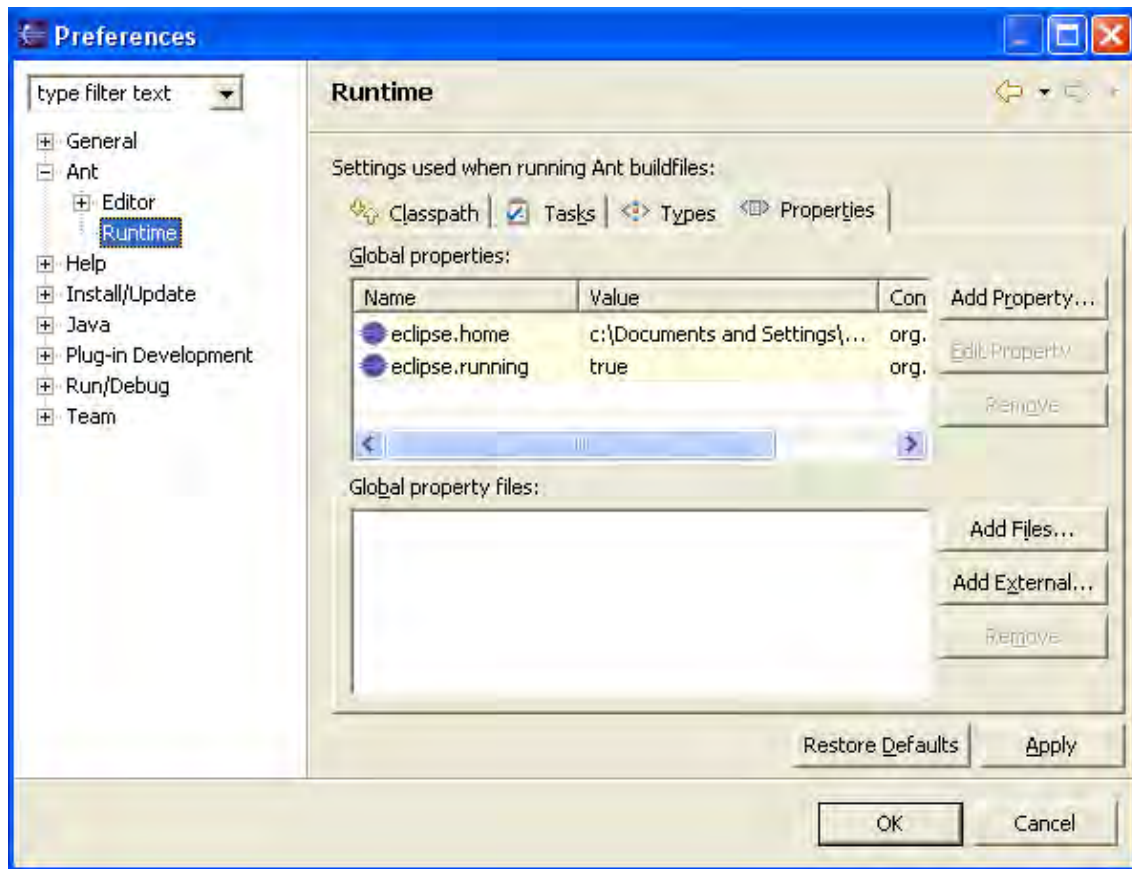 Preferences
type filter text
General
Ant
Editor
Runtime
Help
Install/Update
Java
Plug-in Development
Run/Debug
Team
Runtime
Settings used when running Ant buildfiles:
Classpath Tasks Types Properties
Global properties:
Name Value Con
eclipse.home c:\Documents and Settings\... org.
eclipse.running true org.
Add Property...
Edit Property...
Remove
Global property files:
Add Files...
Add External...
Remove
Restore Defaults Apply
OK Cancel